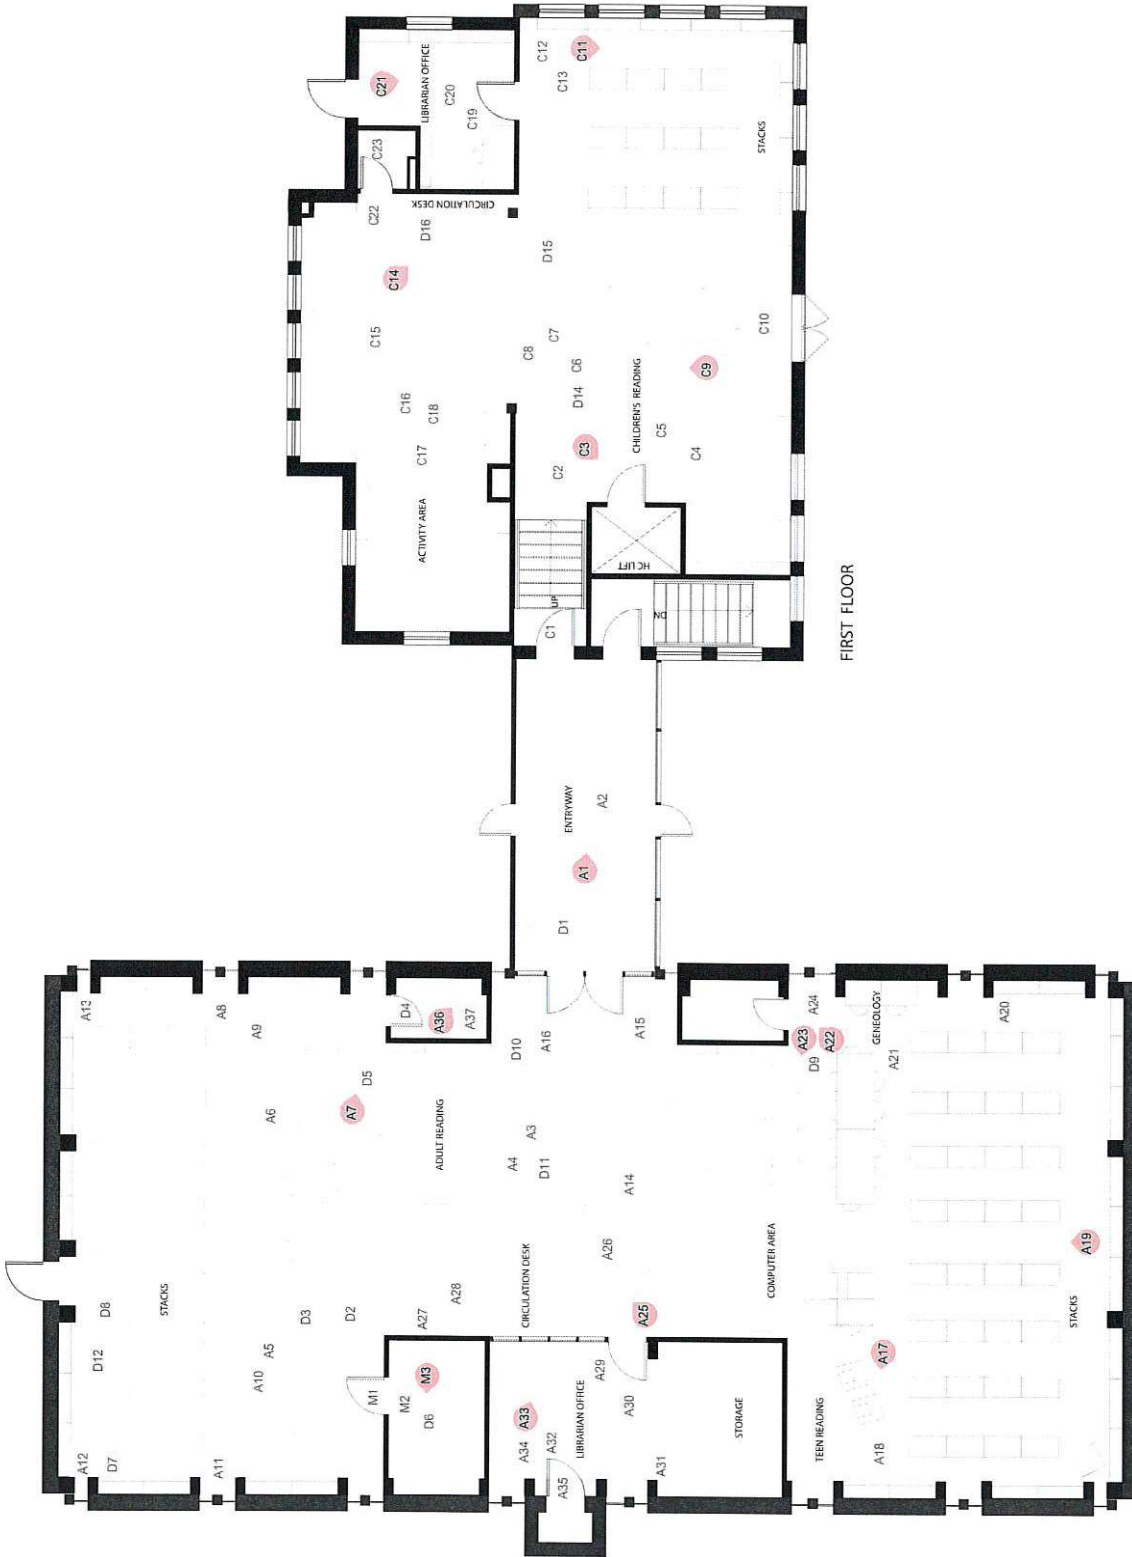 A12
A13
D7
D12
D8
STACKS
A11
A8
A10
A9
A5
A6
D3
D2
A7
D5
M1
M2
M3
D6
A27
A28
ADULT READING
D4
A36
A37
A34
A33
A32
A35
LIBRARIAN OFFICE
A29
A30
A31
CIRCULATION DESK
A4
A3
D11
D10
A16
A26
A14
A15
A25
STORAGE
COMPUTER AREA
TEEN READING
A18
A17
D9
A23
A22
A24
GENEOLOGY
A21
A20
STACKS
A19
D1
A1
ENTRYWAY
A2
C1
UP
DN
HC LIFT
ACTIVITY AREA
C17
C18
C16
C15
C14
C22
D16
C23
CIRCULATION DESK
C21
LIBRARIAN OFFICE
C20
C19
C2
C3
D14
C6
C8
C7
D15
CHILDREN'S READING
C5
C4
C9
C10
C12
C11
C13
STACKS
FIRST FLOOR